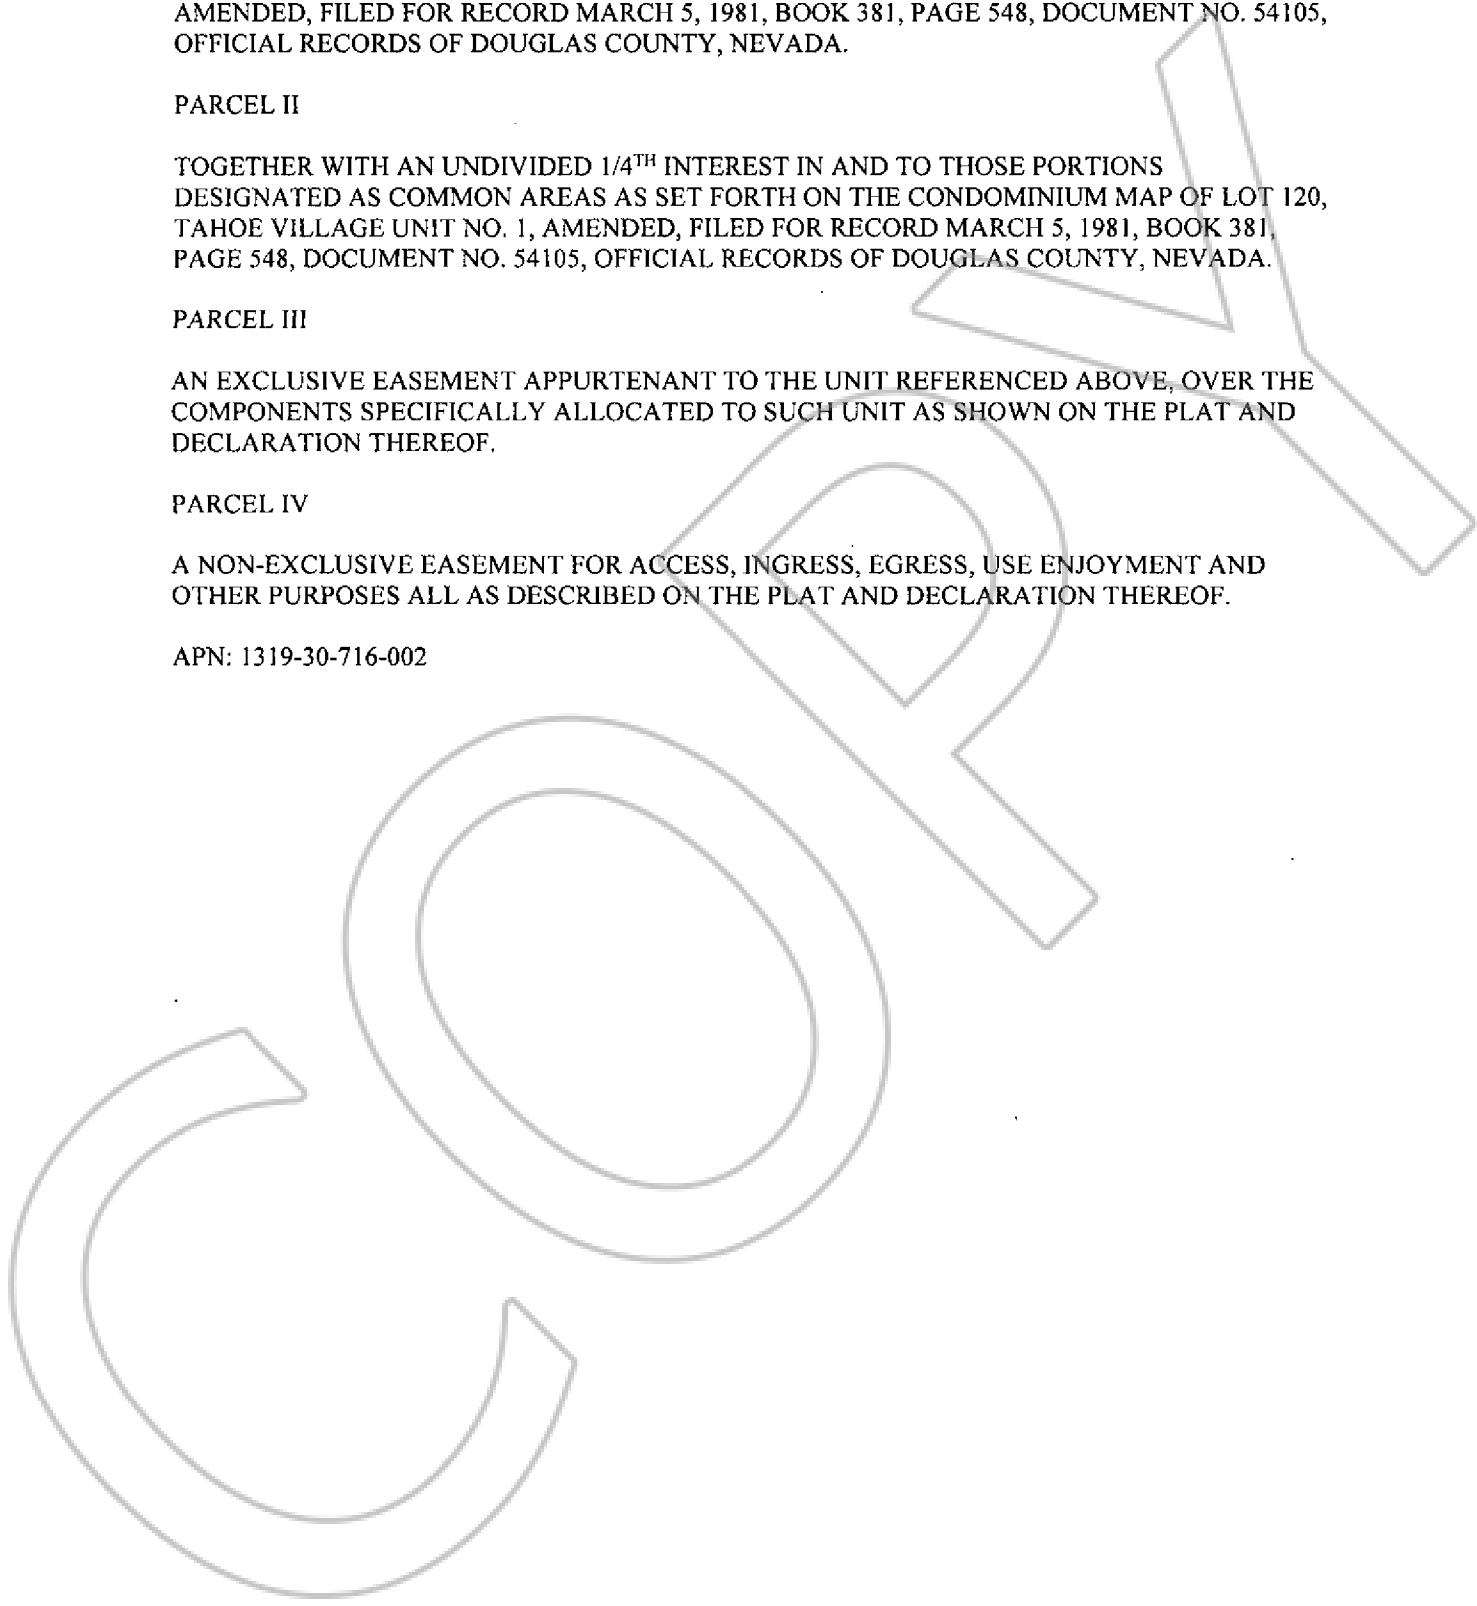 AMENDED, FILED FOR RECORD MARCH 5, 1981, BOOK 381, PAGE 548, DOCUMENT NO. 54105,
OFFICIAL RECORDS OF DOUGLAS COUNTY, NEVADA.
PARCEL II
TOGETHER WITH AN UNDIVIDED 1/4TH INTEREST IN AND TO THOSE PORTIONS
DESIGNATED AS COMMON AREAS AS SET FORTH ON THE CONDOMINIUM MAP OF LOT 120,
TAHOE VILLAGE UNIT NO. 1, AMENDED, FILED FOR RECORD MARCH 5, 1981, BOOK 381,
PAGE 548, DOCUMENT NO. 54105, OFFICIAL RECORDS OF DOUGLAS COUNTY, NEVADA.
PARCEL III
AN EXCLUSIVE EASEMENT APPURTENANT TO THE UNIT REFERENCED ABOVE, OVER THE
COMPONENTS SPECIFICALLY ALLOCATED TO SUCH UNIT AS SHOWN ON THE PLAT AND
DECLARATION THEREOF.
PARCEL IV
A NON-EXCLUSIVE EASEMENT FOR ACCESS, INGRESS, EGRESS, USE ENJOYMENT AND
OTHER PURPOSES ALL AS DESCRIBED ON THE PLAT AND DECLARATION THEREOF.
APN: 1319-30-716-002
COPY